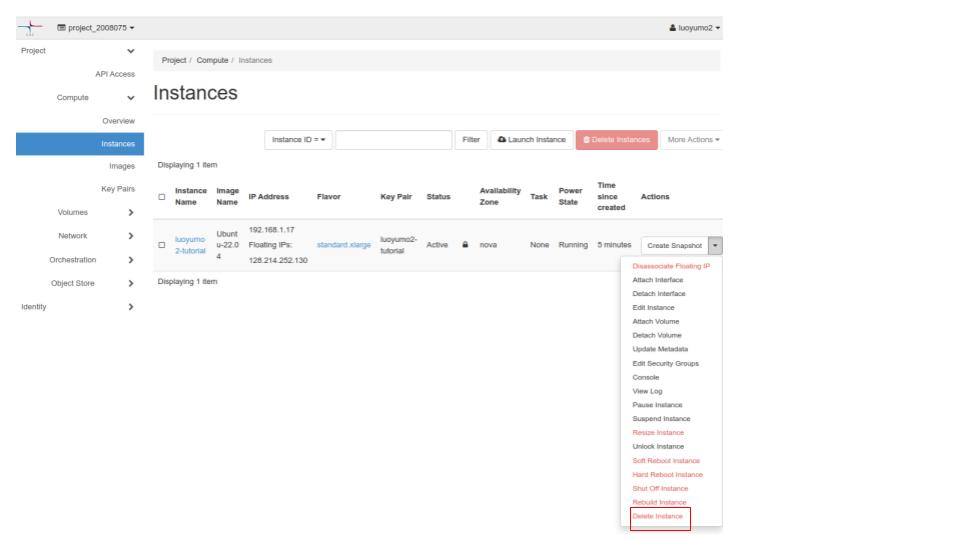 project_2008075
luoyumo2
Project
API Access
Compute
Overview
Instances
Images
Key Pairs
Volumes
Network
Orchestration
Object Store
Identity
Project / Compute / Instances
Instances
Instance ID =
Filter
Launch Instance
Delete Instances
More Actions
Displaying 1 item
Instance Name
Image Name
IP Address
Flavor
Key Pair
Status
Availability Zone
Task
Power State
Time since created
Actions
luoyumo
2-tutorial
Ubunt
u-22.0
4
192.168.1.17
Floating IPs:
128.214.252.130
standard.xlarge
luoyumo2-
tutorial
Active
nova
None
Running
5 minutes
Create Snapshot
Displaying 1 item
Disassociate Floating IP
Attach Interface
Detach Interface
Edit Instance
Attach Volume
Detach Volume
Update Metadata
Edit Security Groups
Console
View Log
Pause Instance
Suspend Instance
Resize Instance
Unlock Instance
Soft Reboot Instance
Hard Reboot Instance
Shut Off Instance
Rebuild Instance
Delete Instance